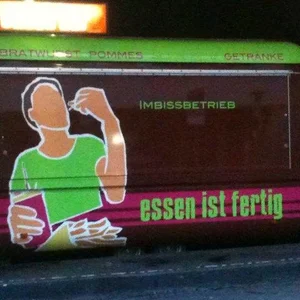 BRATWURST POMMES GETRÄNKE
IMBISSBETRIEB
essen ist fertig